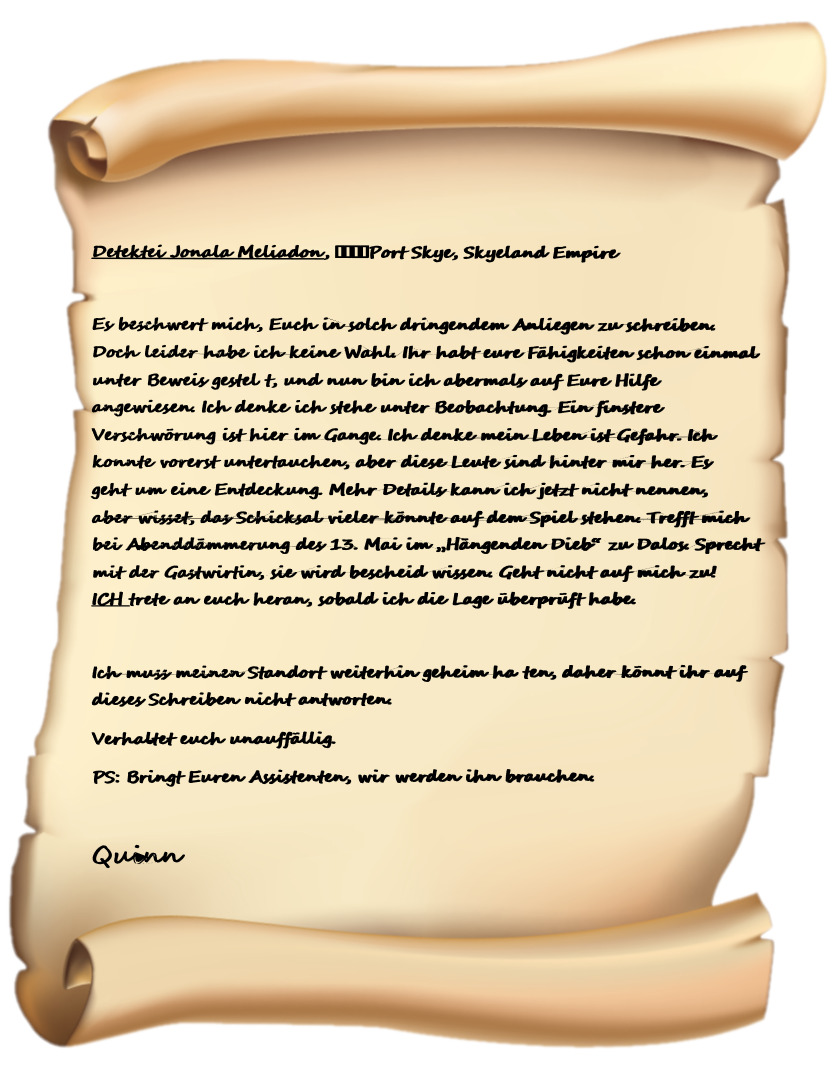 Detektei Jonala Meliadon, Port Skye, Skyeland Empire
Es beschwert mich, Euch in solch dringendem Anliegen zu schreiben.
Doch leider habe ich keine Wahl. Ihr habt eure Fähigkeiten schon einmal
unter Beweis gestel t, und nun bin ich abermals auf Eure Hilfe
angewiesen. Ich denke ich stehe unter Beobachtung. Ein finstere
Verschwörung ist hier im Gange. Ich denke mein Leben ist Gefahr. Ich
konnte vorerst untertauchen, aber diese Leute sind hinter mir her. Es
geht um eine Entdeckung. Mehr Details kann ich jetzt nicht nennen,
aber wisset, das Schicksal vieler könnte auf dem Spiel stehen. Trefft mich
bei Abenddämmerung des 13. Mai im „Hängenden Dieb“ zu Dalos. Sprecht
mit der Gastwirtin, sie wird bescheid wissen. Geht nicht auf mich zu!
ICH trete an euch heran, sobald ich die Lage überprüft habe.
Ich muss meinen Standort weiterhin geheim ha ten, daher könnt ihr auf
dieses Schreiben nicht antworten.
Verhaltet euch unauffällig.
PS: Bringt Euren Assistenten, wir werden ihn brauchen.
Quinn